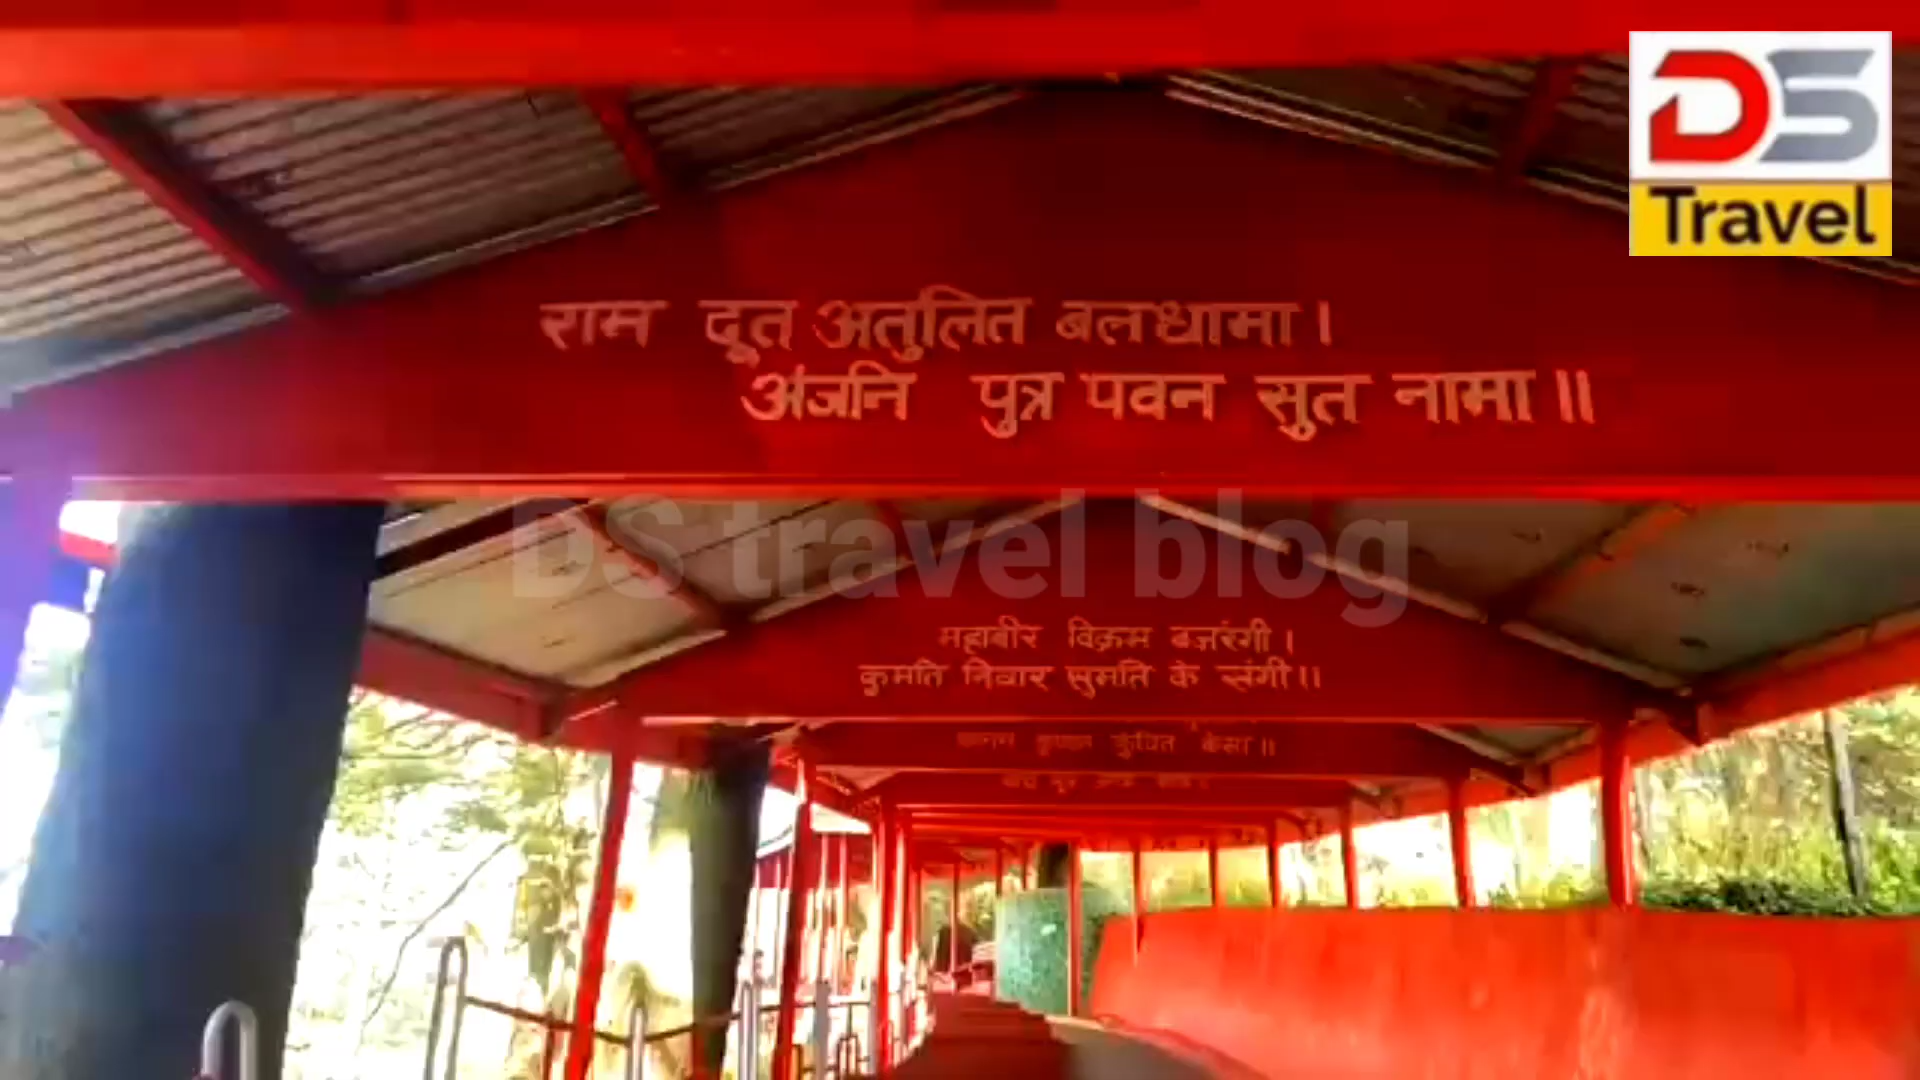 DS
Travel
राम दूत अतुलित बलधामा।
अंजनि पुत्र पवन सुत नामा॥
DS travel blog
महाबीर विक्रम बजरंगी।
कुमति निवार सुमति के संगी।।
कुंचित केसा॥